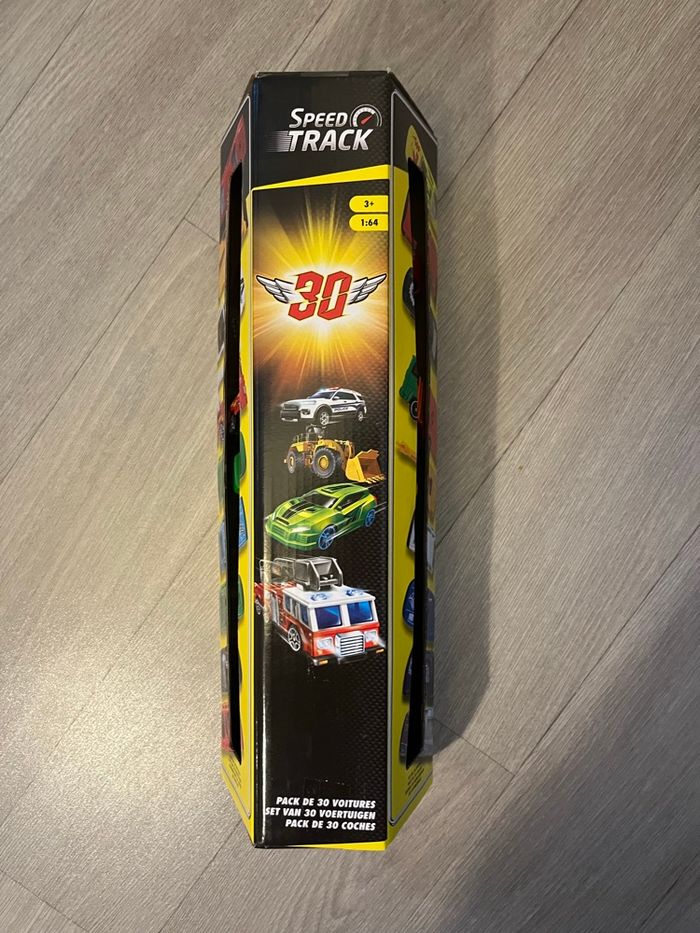 SPEED
TRACK
3+
1:64
30
PACK DE 30 VOITURES
SET VAN 30 VOERTUIGEN
PACK DE 30 COCHES